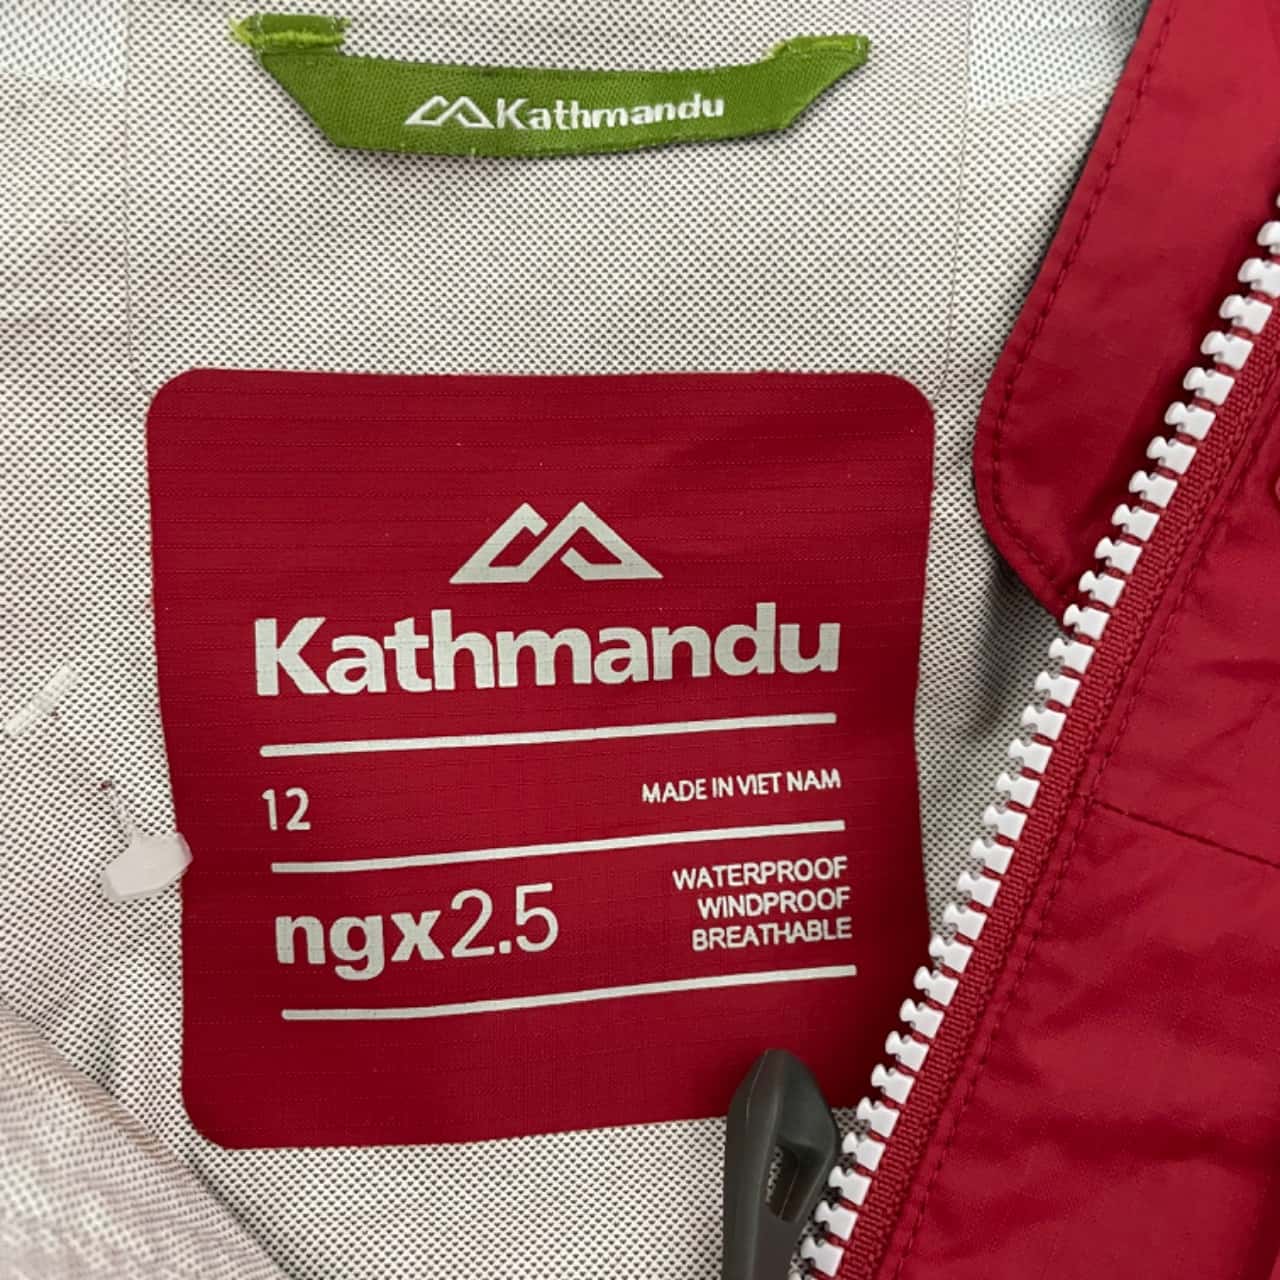 Kathmandu
Kathmandu
12
MADE IN VIET NAM
ngx2.5
WATERPROOF
WINDPROOF
BREATHABLE